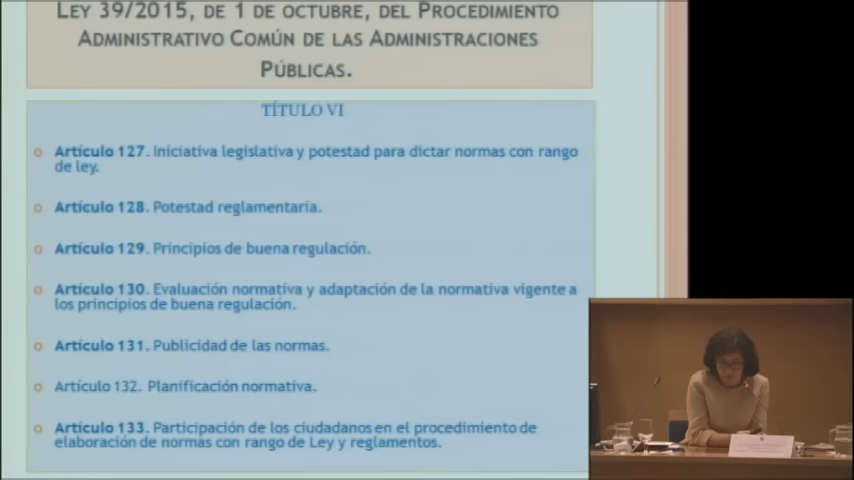 LEY 39/2015, DE 1 DE OCTUBRE, DEL PROCEDIMIENTO
ADMINISTRATIVO COMÚN DE LAS ADMINISTRACIONES
PÚBLICAS.
TÍTULO VI
Artículo 127. Iniciativa legislativa y potestad para dictar normas con rango
de ley.
Artículo 128. Potestad reglamentaria.
Artículo 129. Principios de buena regulación.
Artículo 130. Evaluación normativa y adaptación de la normativa vigente a
los principios de buena regulación.
Artículo 131. Publicidad de las normas.
Artículo 132. Planificación normativa.
Artículo 133. Participación de los ciudadanos en el procedimiento de
elaboración de normas con rango de Ley y reglamentos.